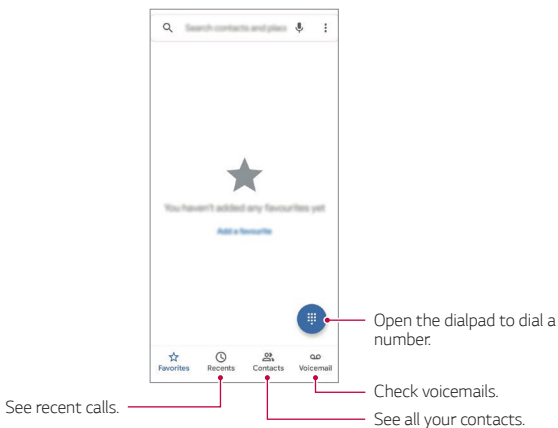 Search contacts and places
You haven't added any favourites yet
Add a favourite
Open the dialpad to dial a
number.
Favorites Recents Contacts Voicemail
Check voicemails.
See recent calls.
See all your contacts.